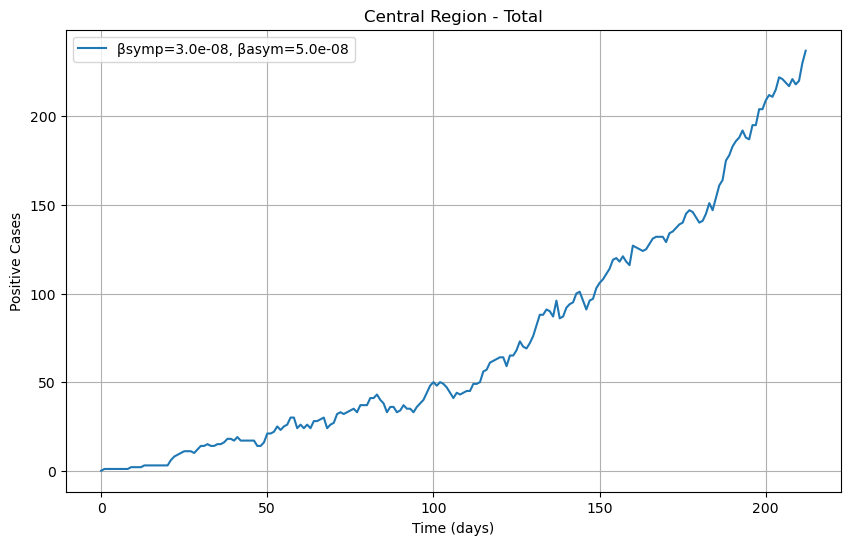 Central Region - Total
βsymp=3.0e-08, βasym=5.0e-08
Positive Cases
200
150
100
50
0
0 50 100 150 200
Time (days)